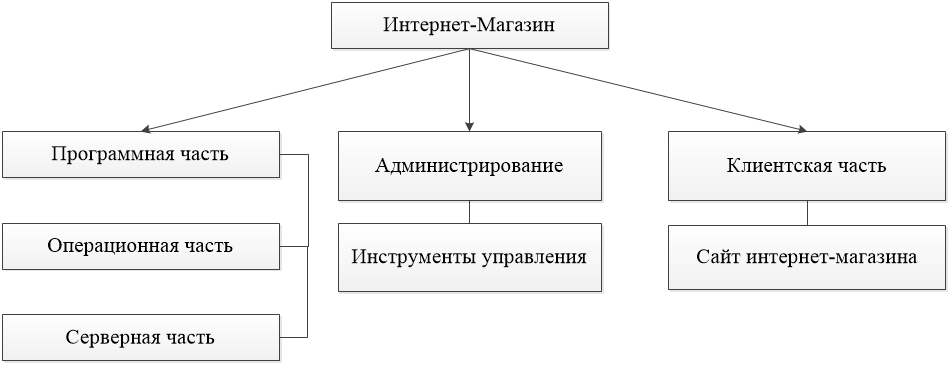 Интернет-Магазин
Программная часть
Администрирование
Клиентская часть
Операционная часть
Инструменты управления
Сайт интернет-магазина
Серверная часть